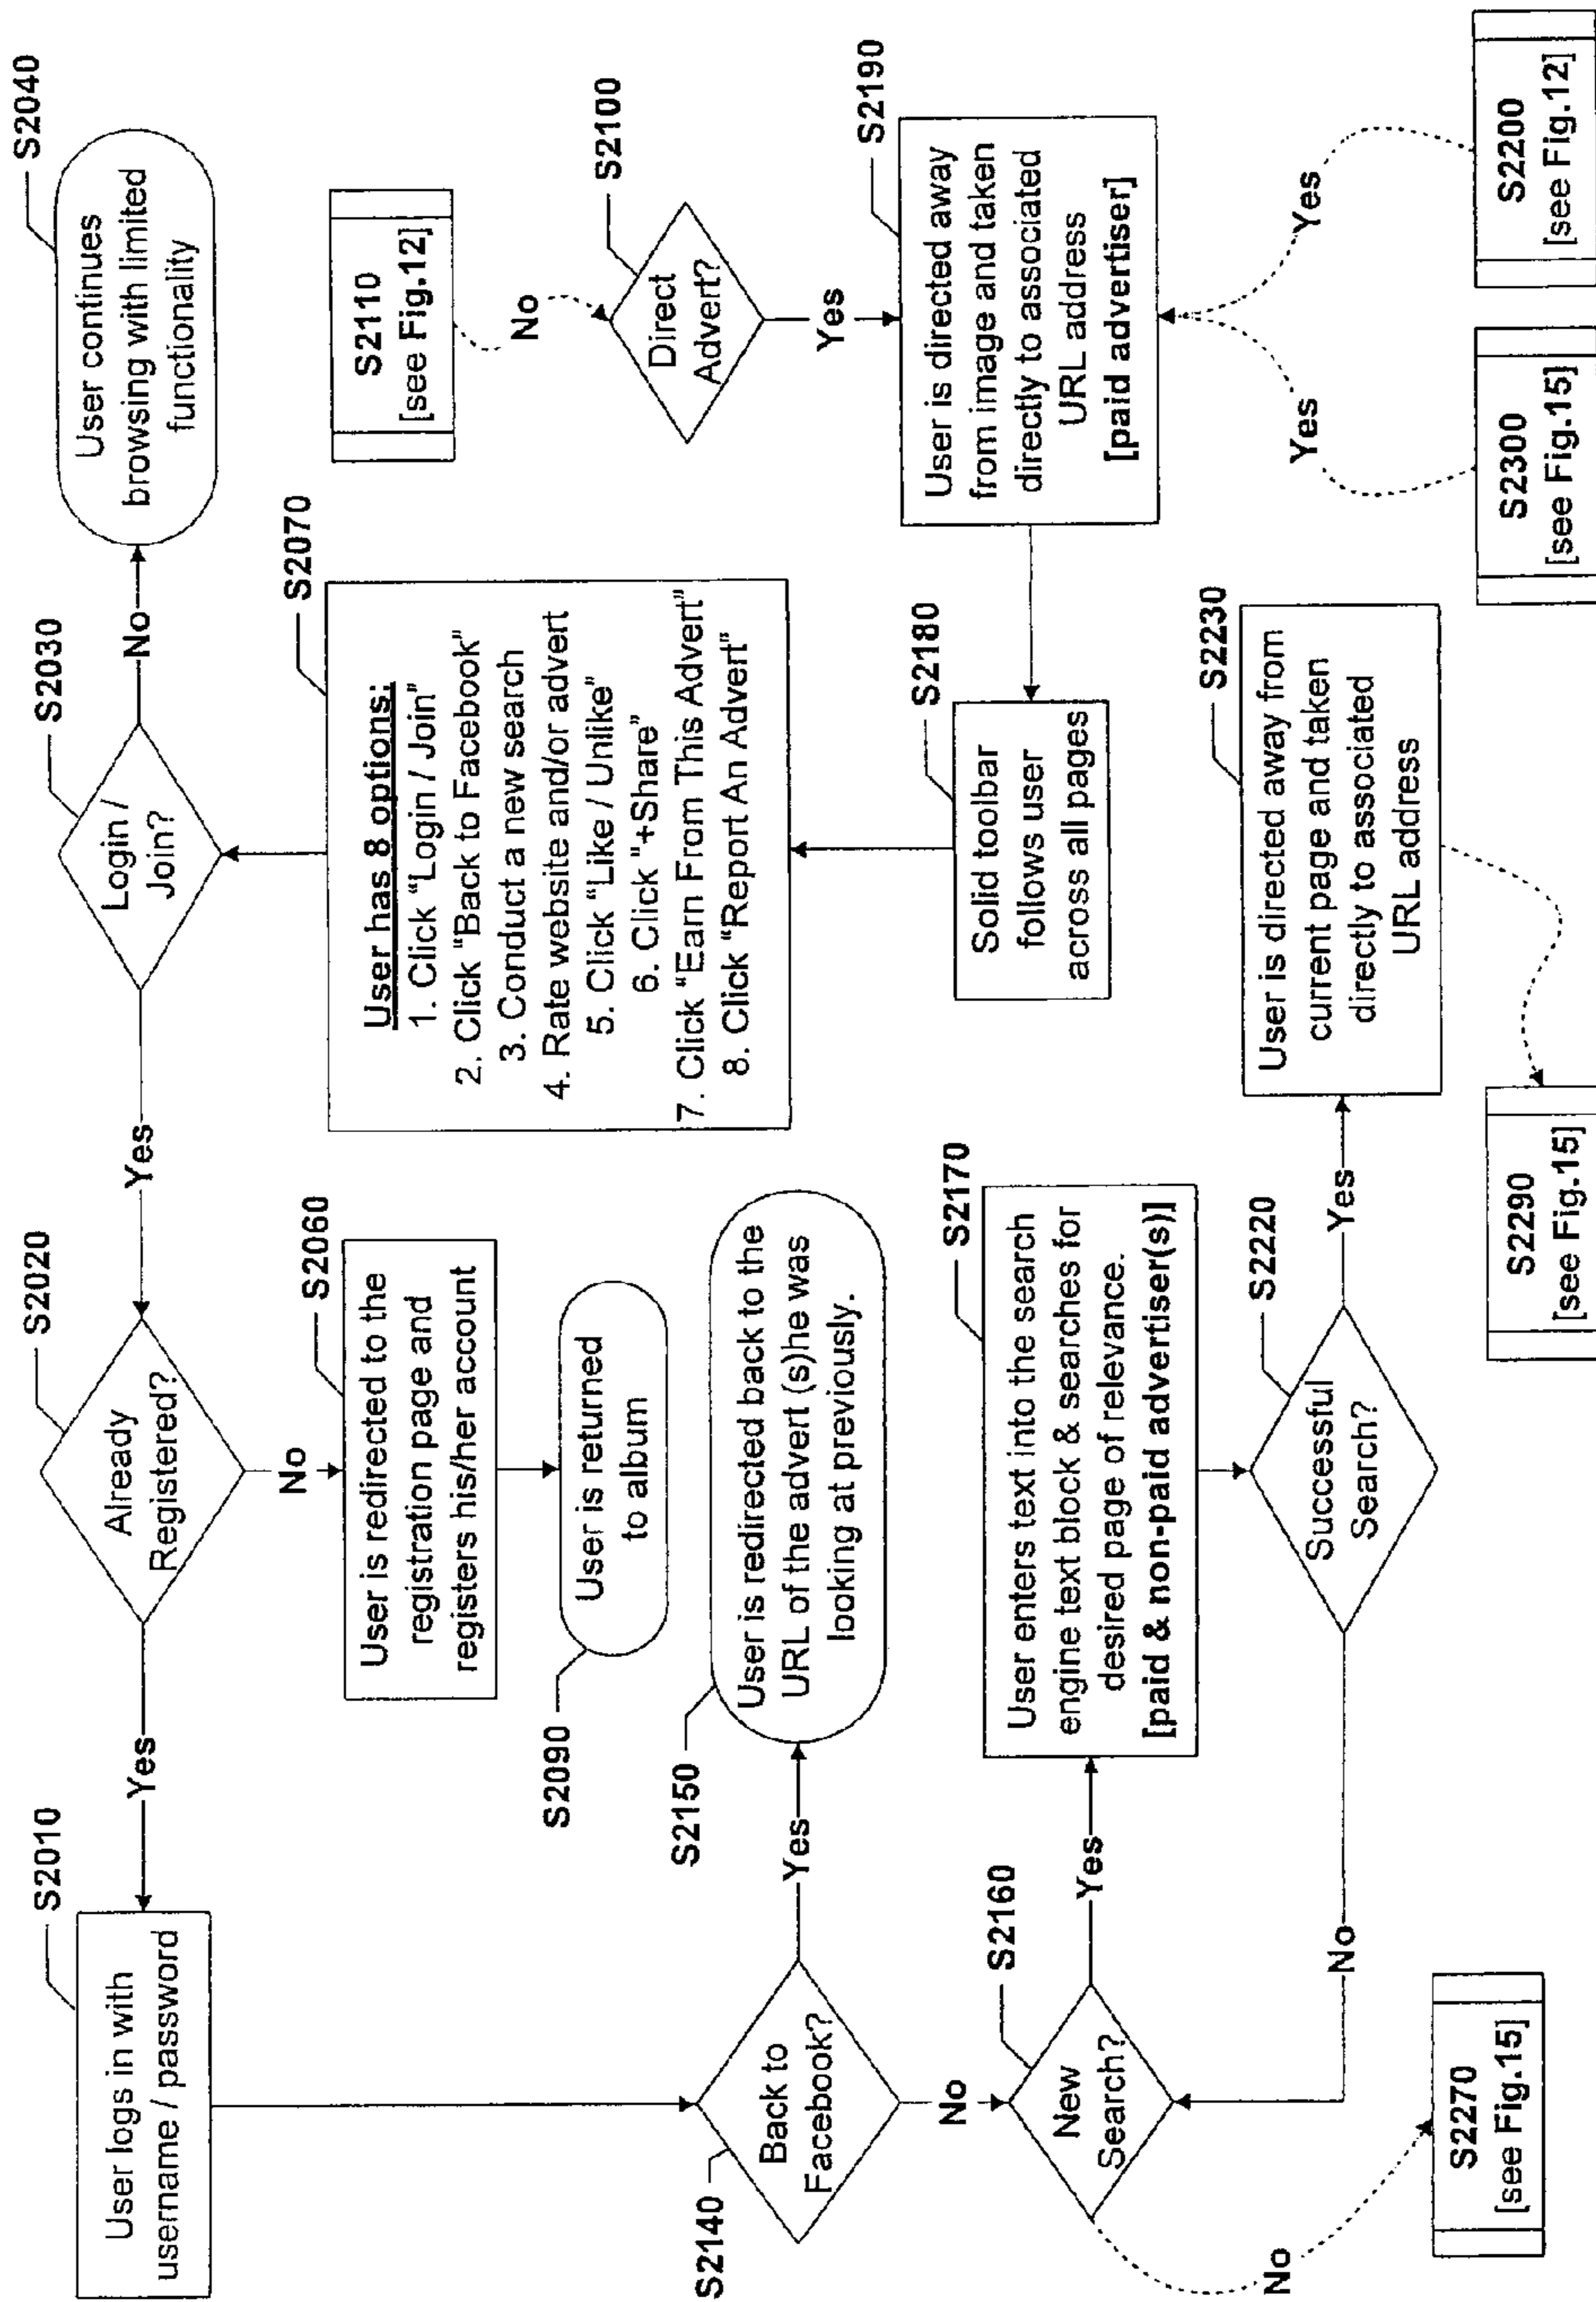 S2010
User logs in with
username / password
Yes
S2020
Already
Registered?
Yes
S2030
Login /
Join?
No
S2040
User continues
browsing with limited
functionality
No
S2060
User is redirected to the
registration page and
registers his/her account
S2090
User is returned
to album
S2070
User has 8 options:
1. Click "Login / Join"
2. Click "Back to Facebook"
3. Conduct a new search
4. Rate website and/or advert
5. Click "Like / Unlike"
6. Click "+Share"
7. Click "Earn From This Advert"
8. Click "Report An Advert"
S2110
[see Fig.12]
No
S2100
Direct
Advert?
Yes
S2140
Back to
Facebook?
Yes
S2150
User is redirected back to the
URL of the advert (s)he was
looking at previously.
No
S2160
New
Search?
Yes
S2170
User enters text into the search
engine text block & searches for
desired page of relevance.
[paid & non-paid advertiser(s)]
S2180
Solid toolbar
follows user
across all pages
S2190
User is directed away
from image and taken
directly to associated
URL address
[paid advertiser]
No
S2220
Successful
Search?
Yes
S2230
User is directed away from
current page and taken
directly to associated
URL address
Yes
Yes
No
S2270
[see Fig.15]
S2290
[see Fig.15]
S2300
[see Fig.15]
S2200
[see Fig.12]